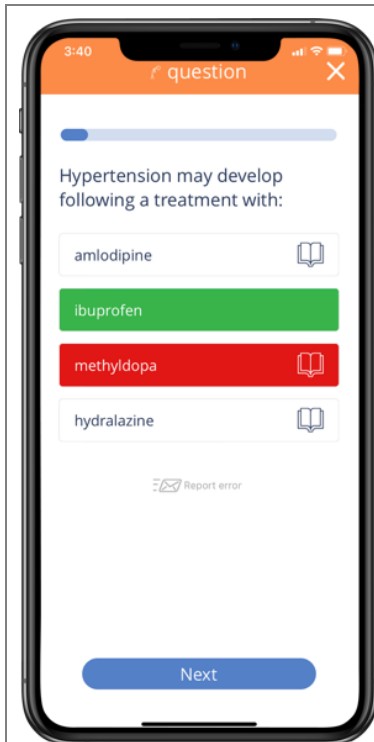 3:40
question
Hypertension may develop
following a treatment with:
amlodipine
ibuprofen
methyldopa
hydralazine
Report error
Next